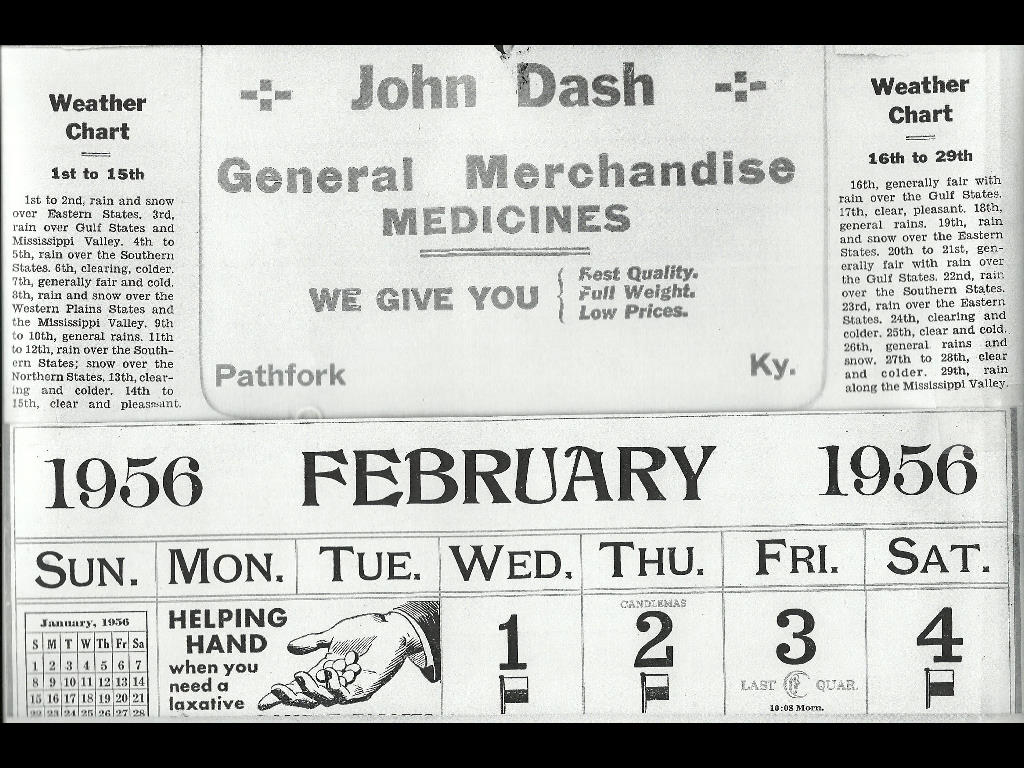 Weather
Chart
1st to 15th
1st to 2nd, rain and snow
over Eastern States. 3rd,
rain over Gulf States and
Mississippi Valley. 4th to
5th, rain over the Southern
States. 6th, clearing, colder.
7th, generally fair and cold.
8th, rain and snow over the
Western Plains States and
the Mississippi Valley. 9th
to 10th, general rains. 11th
to 12th, rain over the South-
ern States; snow over the
Northern States. 13th, clear-
ing and colder. 14th to
15th, clear and pleasant.
John Dash
General Merchandise
MEDICINES
WE GIVE YOU
Best Quality.
Full Weight.
Low Prices.
Pathfork Ky.
Weather
Chart
16th to 29th
16th, generally fair with
rain over the Gulf States.
17th, clear, pleasant. 18th,
general rains. 19th, rain
and snow over the Eastern
States. 20th to 21st, gen-
erally fair with rain over
the Gulf States. 22nd, rain
over the Southern States.
23rd, rain over the Eastern
States. 24th, clearing and
colder. 25th, clear and cold.
26th, general rains and
snow. 27th to 28th, clear
and colder. 29th, rain
along the Mississippi Valley.
1956 FEBRUARY 1956
SUN. MON. TUE. WED. THU. FRI. SAT.
January, 1956
S M T W Th Fr Sa
1 2 3 4 5 6 7
8 9 10 11 12 13 14
15 16 17 18 19 20 21
22 23 24 25 26 27 28
HELPING
HAND
when you
need a
laxative
1
CANDLEMAS
2
3
LAST QUAR.
10:08 Morn.
4